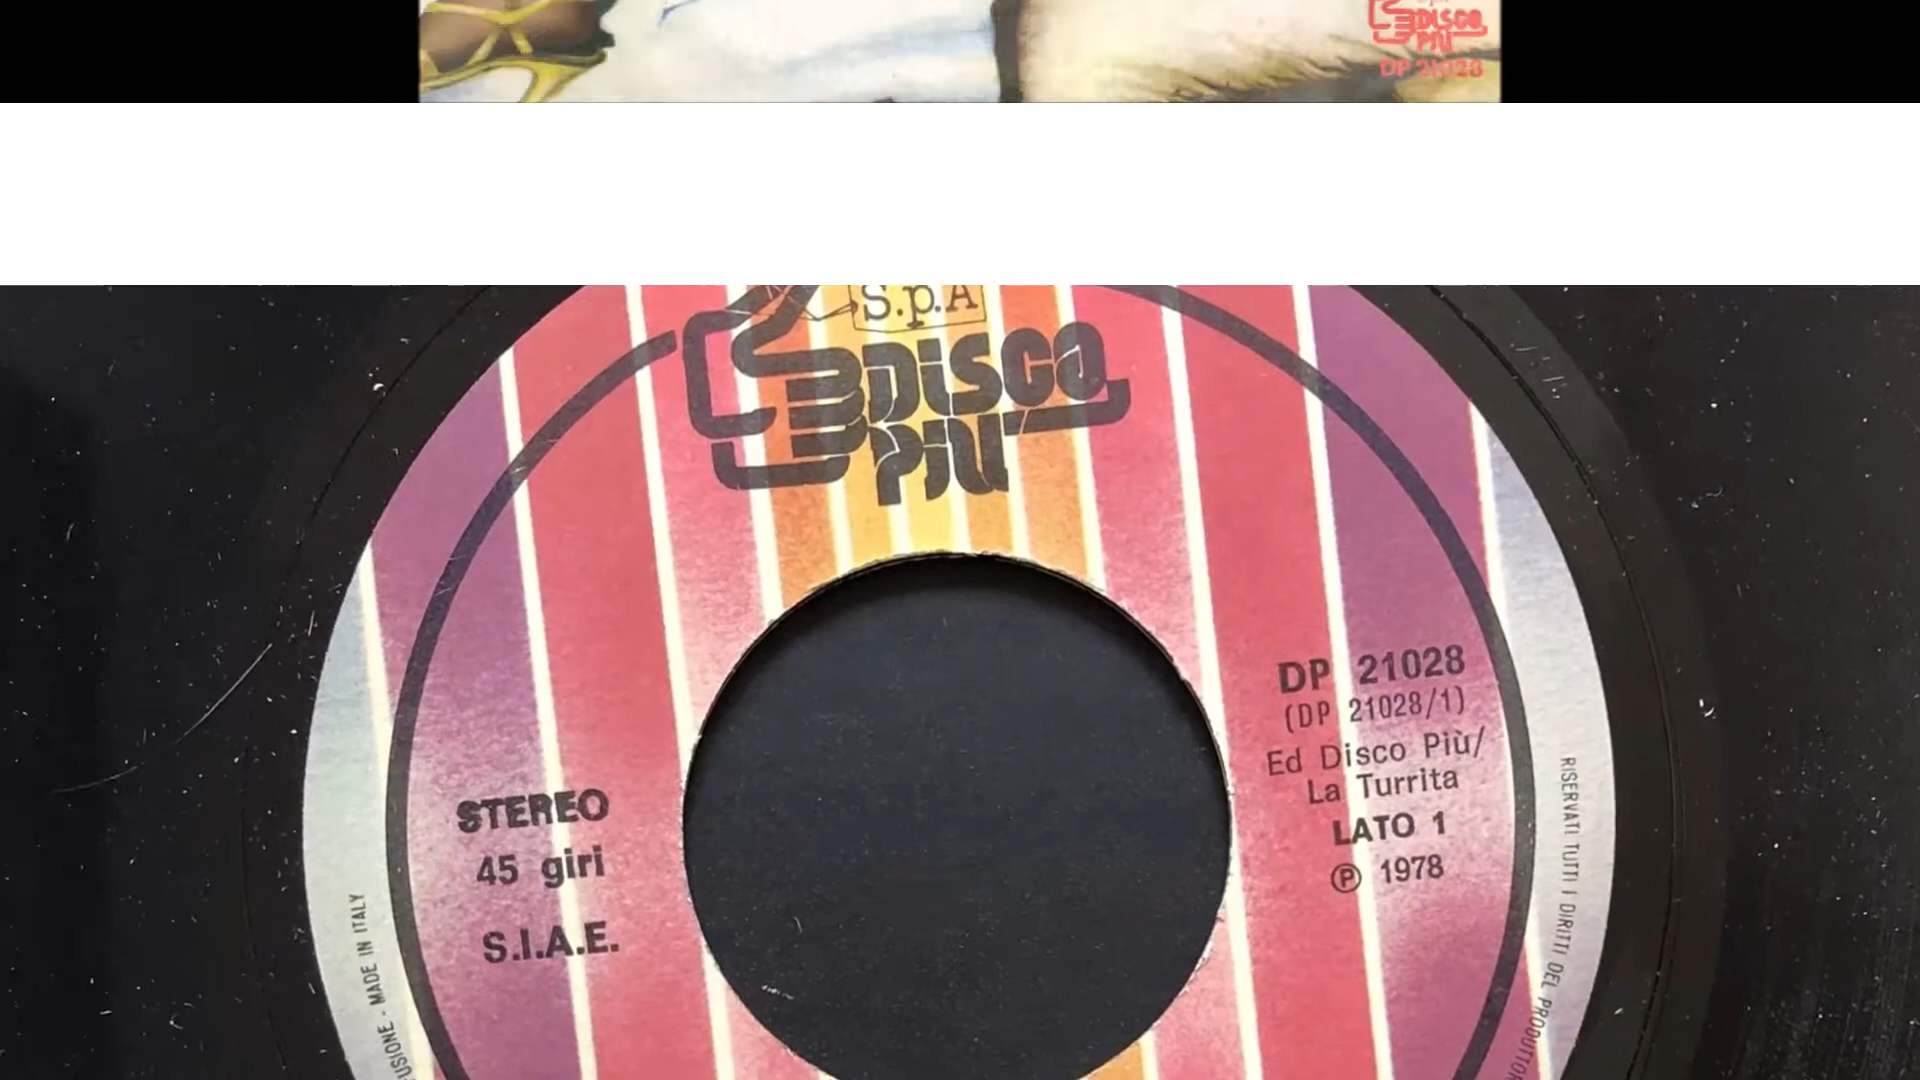 DISCO
PIÙ
DP 21028
S.p.A
DISCO
PIÙ
DP 21028
(DP 21028/1)
Ed Disco Più/
La Turrita
LATO 1
Ⓟ 1978
STEREO
45 giri
S.I.A.E.
MADE IN ITALY
RISERVATI TUTTI I DIRITTI DEL